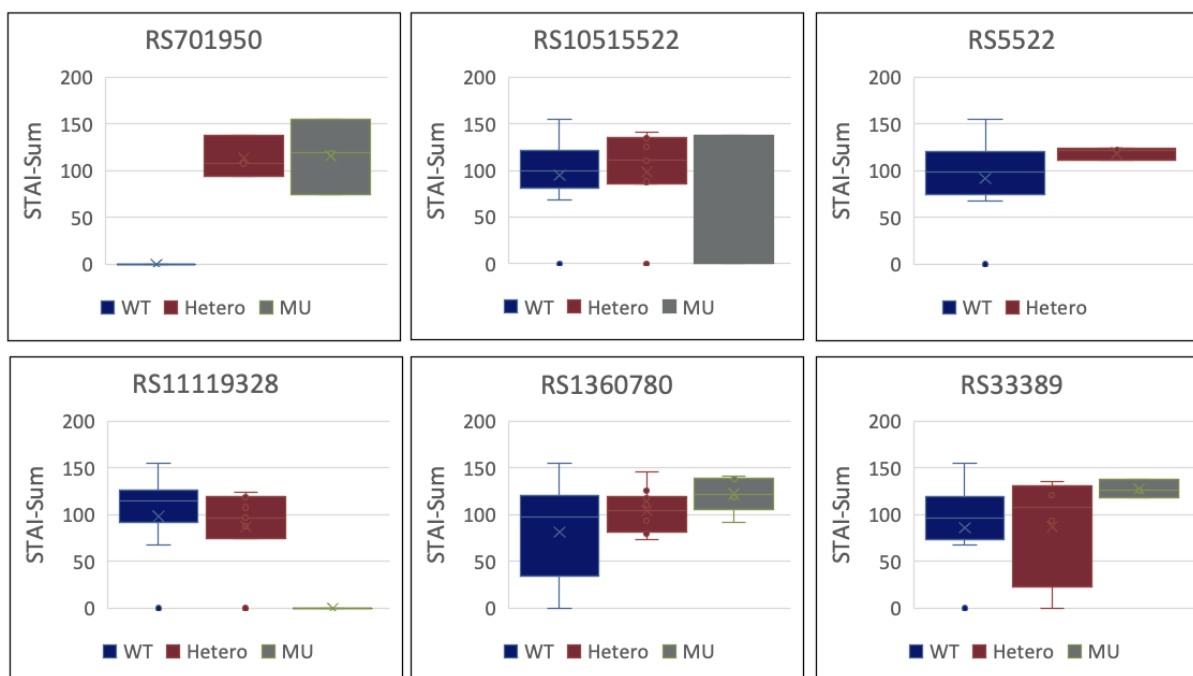 RS701950
STAI-Sum
200
150
100
50
0
WT Hetero MU
RS10515522
STAI-Sum
200
150
100
50
0
WT Hetero MU
RS5522
STAI-Sum
200
150
100
50
0
WT Hetero
RS11119328
STAI-Sum
200
150
100
50
0
WT Hetero MU
RS1360780
STAI-Sum
200
150
100
50
0
WT Hetero MU
RS33389
STAI-Sum
200
150
100
50
0
WT Hetero MU